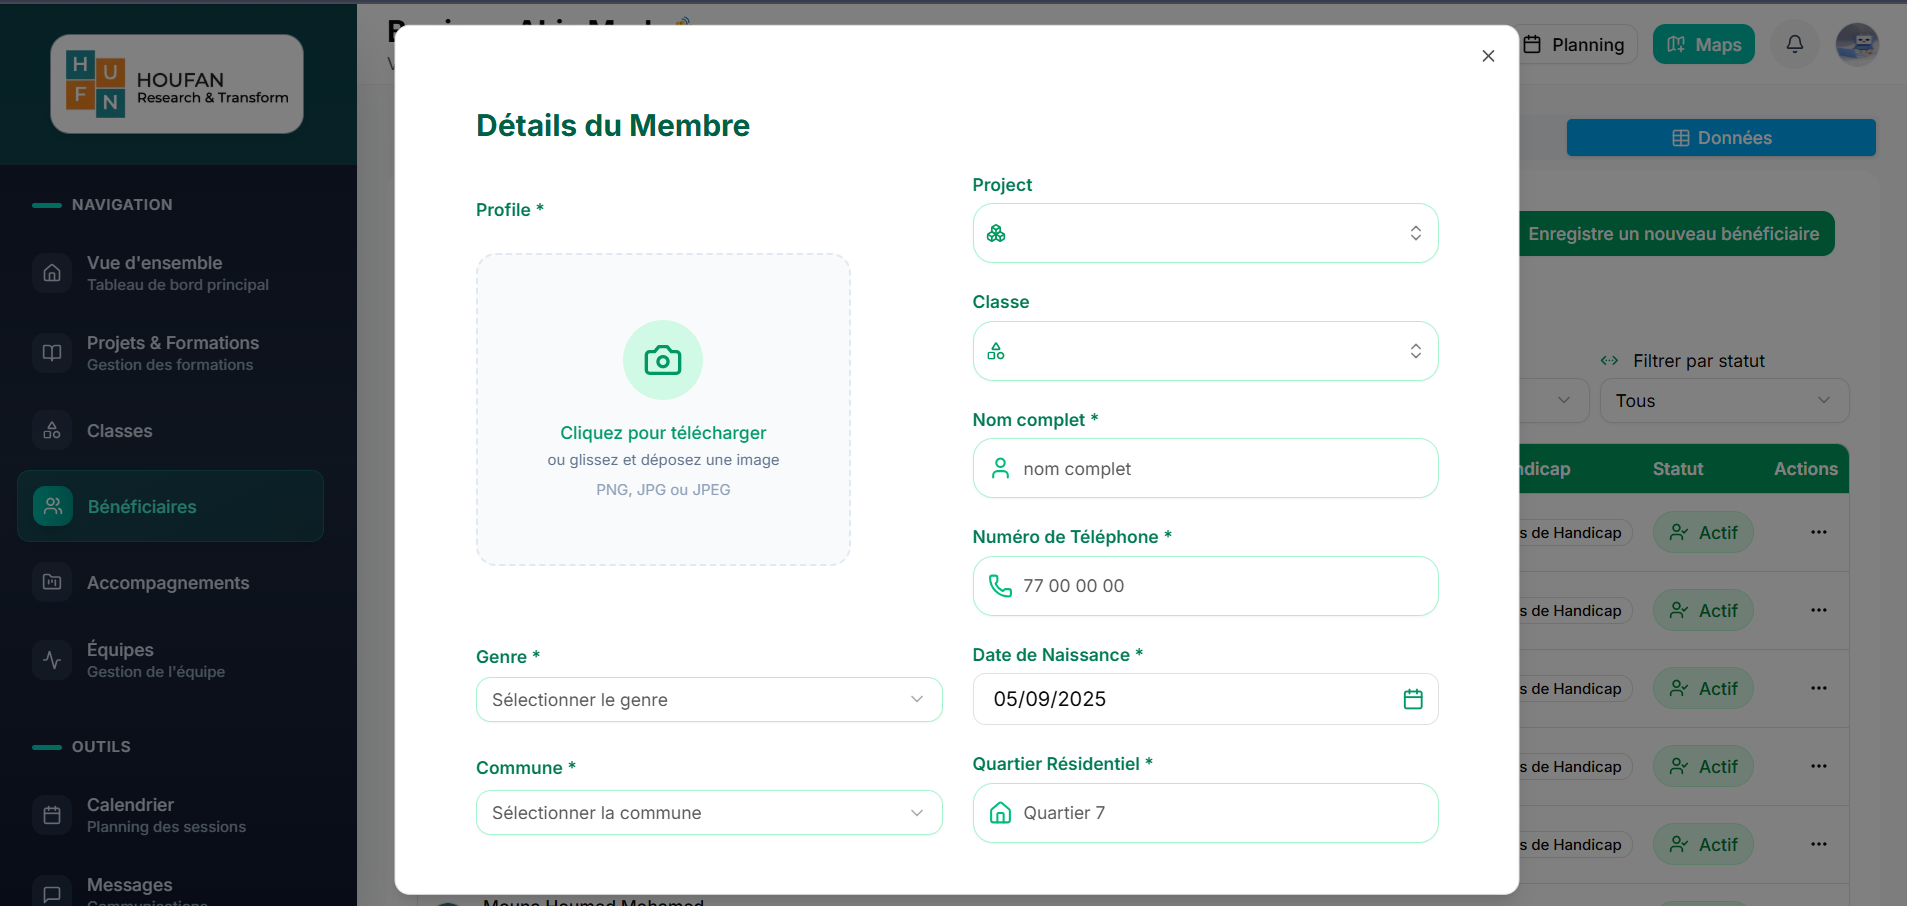 H
U
F
N
HOUFAN
Research & Transform
NAVIGATION
Vue d'ensemble
Tableau de bord principal
Projets & Formations
Gestion des formations
Classes
Bénéficiaires
Accompagnements
Équipes
Gestion de l'équipe
OUTILS
Calendrier
Planning des sessions
Messages
Planning
Maps
Données
Enregistre un nouveau bénéficiaire
Filtrer par statut
Tous
Statut
Actions
s de Handicap
Actif
s de Handicap
Actif
s de Handicap
Actif
s de Handicap
Actif
s de Handicap
Actif
Détails du Membre
Profile *
Cliquez pour télécharger
ou glissez et déposez une image
PNG, JPG ou JPEG
Genre *
Sélectionner le genre
Commune *
Sélectionner la commune
Project
Classe
Nom complet *
nom complet
Numéro de Téléphone *
77 00 00 00
Date de Naissance *
05/09/2025
Quartier Résidentiel *
Quartier 7